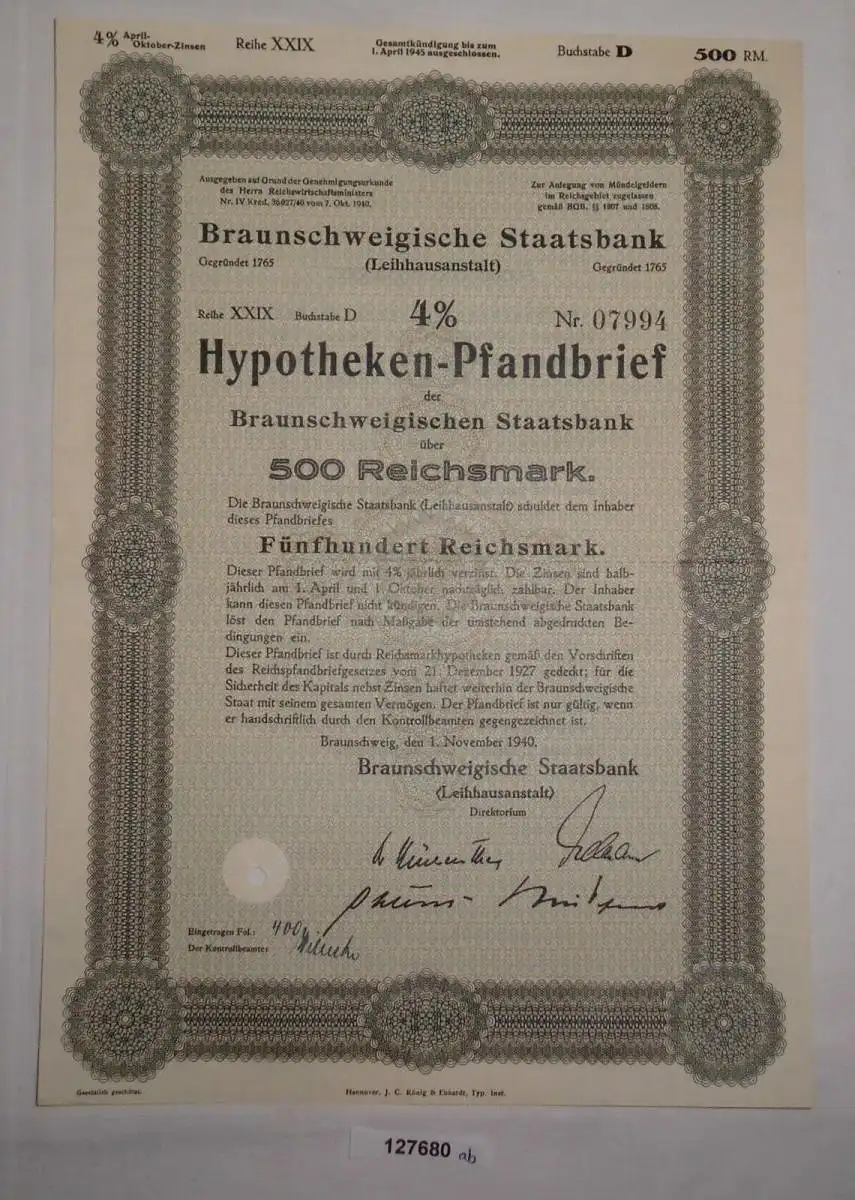 4% April-
Oktober-Zinsen
Reihe XXIX
Gesamtkündigung bis zum
1. April 1945 ausgeschlossen.
Buchstabe D
500 RM.
Ausgegeben auf Grund der Genehmigungsurkunde
des Herrn Reichswirtschaftsministers
Nr. IV Kred. 36027/40 vom 7. Okt. 1940.
Zur Anlegung von Mündelgeldern
im Reichsgebiet zugelassen
gemäß BGB. §§ 1807 und 1808.
Braunschweigische Staatsbank
Gegründet 1765
(Leihhausanstalt)
Gegründet 1765
Reihe XXIX Buchstabe D 4% Nr. 07994
Hypotheken-Pfandbrief
der
Braunschweigischen Staatsbank
über
500 Reichsmark.
Die Braunschweigische Staatsbank (Leihhausanstalt) schuldet dem Inhaber
dieses Pfandbriefes
Fünfhundert Reichsmark.
Dieser Pfandbrief wird mit 4% jährlich verzinst. Die Zinsen sind halb-
jährlich am 1. April und 1. Oktober nachträglich zahlbar. Der Inhaber
kann diesen Pfandbrief nicht kündigen. Die Braunschweigische Staatsbank
löst den Pfandbrief nach Maßgabe der umstehend abgedruckten Be-
dingungen ein.
Dieser Pfandbrief ist durch Reichsmarkhypotheken gemäß den Vorschriften
des Reichspfandbriefgesetzes vom 21. Dezember 1927 gedeckt; für die
Sicherheit des Kapitals nebst Zinsen haftet weiterhin der Braunschweigische
Staat mit seinem gesamten Vermögen. Der Pfandbrief ist nur gültig, wenn
er handschriftlich durch den Kontrollbeamten gegengezeichnet ist.
Braunschweig, den 1. November 1940.
Braunschweigische Staatsbank
(Leihhausanstalt)
Direktorium
Eingetragen Fol.: 400
Der Kontrollbeamte:
Gesetzlich geschützt.
Hannover, J. C. König & Ebhardt, Typ. Inst.
127680 ab